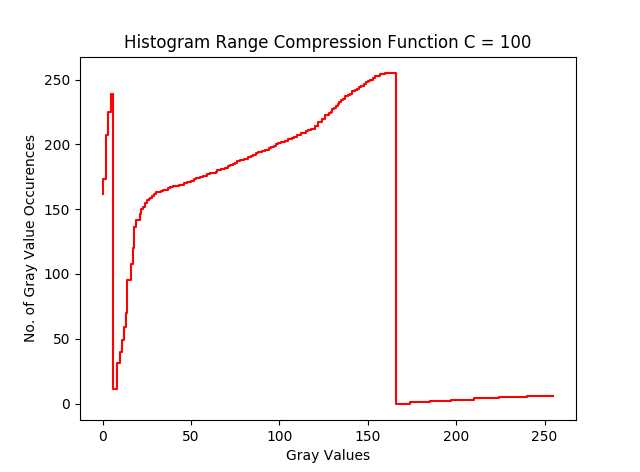 Histogram Range Compression Function C = 100
250
200
150
100
50
0
No. of Gray Value Occurences
0 50 100 150 200 250
Gray Values